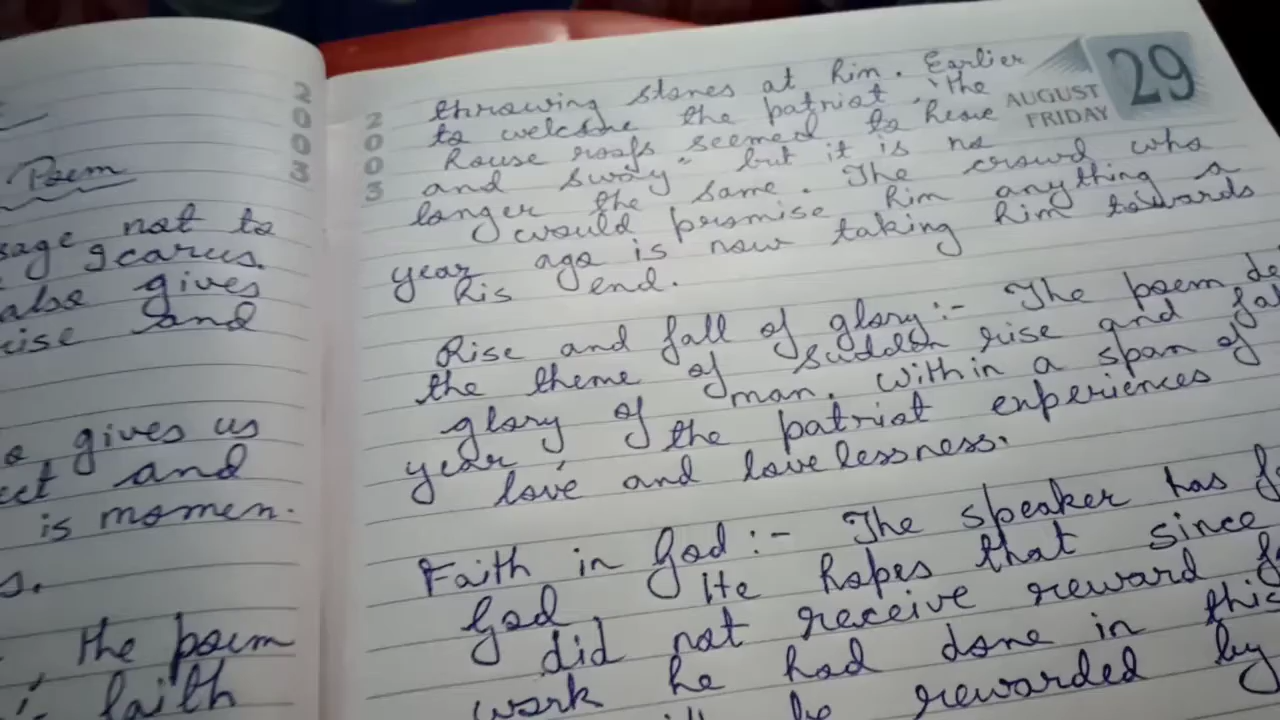 Poem
sage not to
Icarus.
also gives
rise and
gives us
and
is momen-
the poem
faith
2003
2003
AUGUST
FRIDAY
29
throwing stones at him. Earlier
to welcome the patriot, "the
house roofs seemed to heave
and sway" but it is no
longer the same. The crowd who
would promise him anything a
year ago is now taking him towards
his end.
Rise and fall of glory:- The poem de
the theme of sudden rise and fal
glory of man. Within a span of
year the patriot experiences
love and lovelessness.
Faith in God:- The speaker has
God He hopes that since
did not receive reward
work he had done in this
be rewarded by